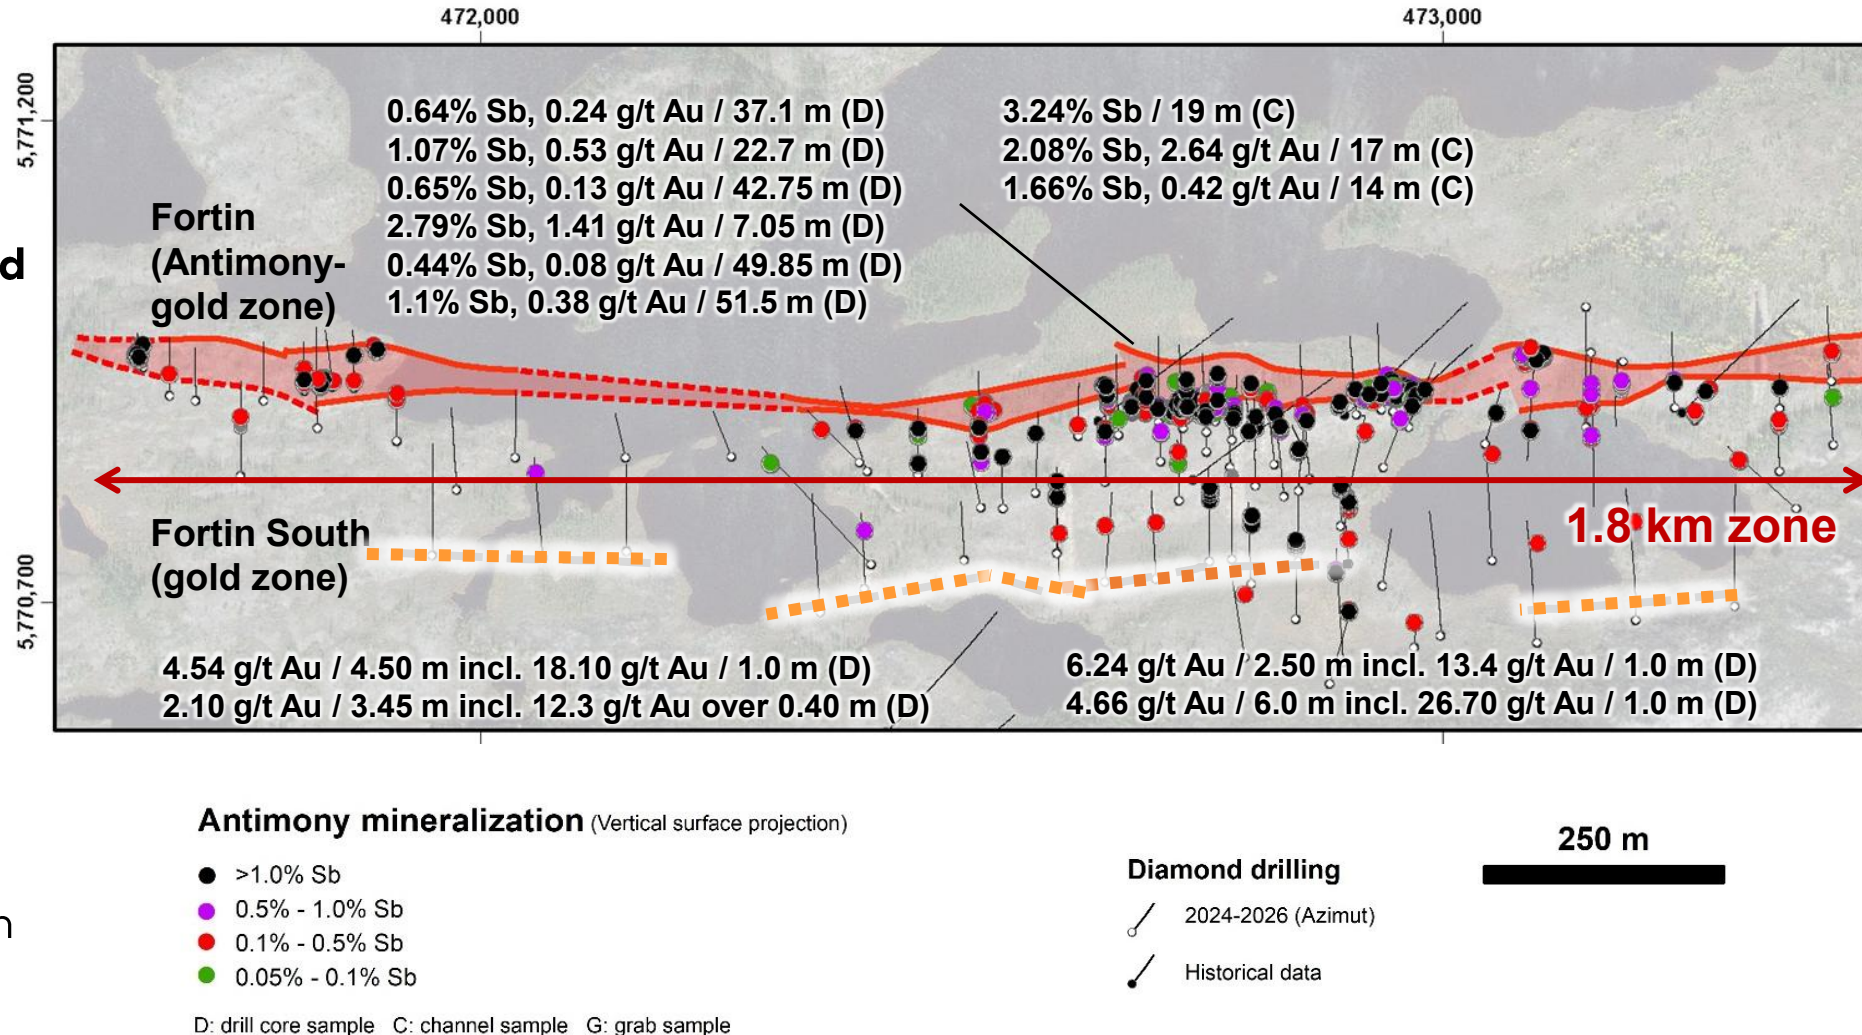 472,000
473,000
5,771,200
5,770,700
0.64% Sb, 0.24 g/t Au / 37.1 m (D)
1.07% Sb, 0.53 g/t Au / 22.7 m (D)
0.65% Sb, 0.13 g/t Au / 42.75 m (D)
2.79% Sb, 1.41 g/t Au / 7.05 m (D)
0.44% Sb, 0.08 g/t Au / 49.85 m (D)
1.1% Sb, 0.38 g/t Au / 51.5 m (D)
3.24% Sb / 19 m (C)
2.08% Sb, 2.64 g/t Au / 17 m (C)
1.66% Sb, 0.42 g/t Au / 14 m (C)
Fortin
(Antimony-
gold zone)
d
1.8 km zone
Fortin South
(gold zone)
4.54 g/t Au / 4.50 m incl. 18.10 g/t Au / 1.0 m (D)
2.10 g/t Au / 3.45 m incl. 12.3 g/t Au over 0.40 m (D)
6.24 g/t Au / 2.50 m incl. 13.4 g/t Au / 1.0 m (D)
4.66 g/t Au / 6.0 m incl. 26.70 g/t Au / 1.0 m (D)
Antimony mineralization (Vertical surface projection)
>1.0% Sb
0.5% - 1.0% Sb
0.1% - 0.5% Sb
0.05% - 0.1% Sb
D: drill core sample C: channel sample G: grab sample
n
Diamond drilling
2024-2026 (Azimut)
Historical data
250 m